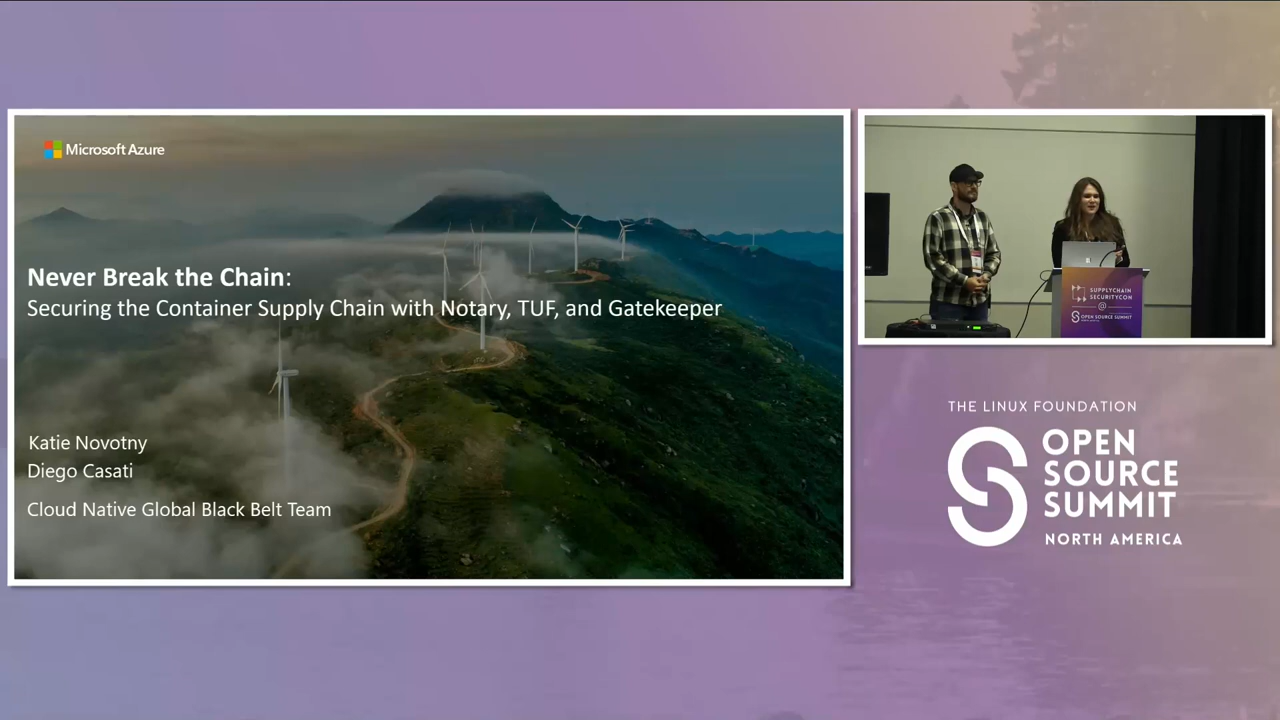 Microsoft Azure
Never Break the Chain:
Securing the Container Supply Chain with Notary, TUF, and Gatekeeper
Katie Novotny
Diego Casati
Cloud Native Global Black Belt Team
SUPPLYCHAIN
SECURITYCON
@
OPEN SOURCE SUMMIT
THE LINUX FOUNDATION
OPEN
SOURCE
SUMMIT
NORTH AMERICA